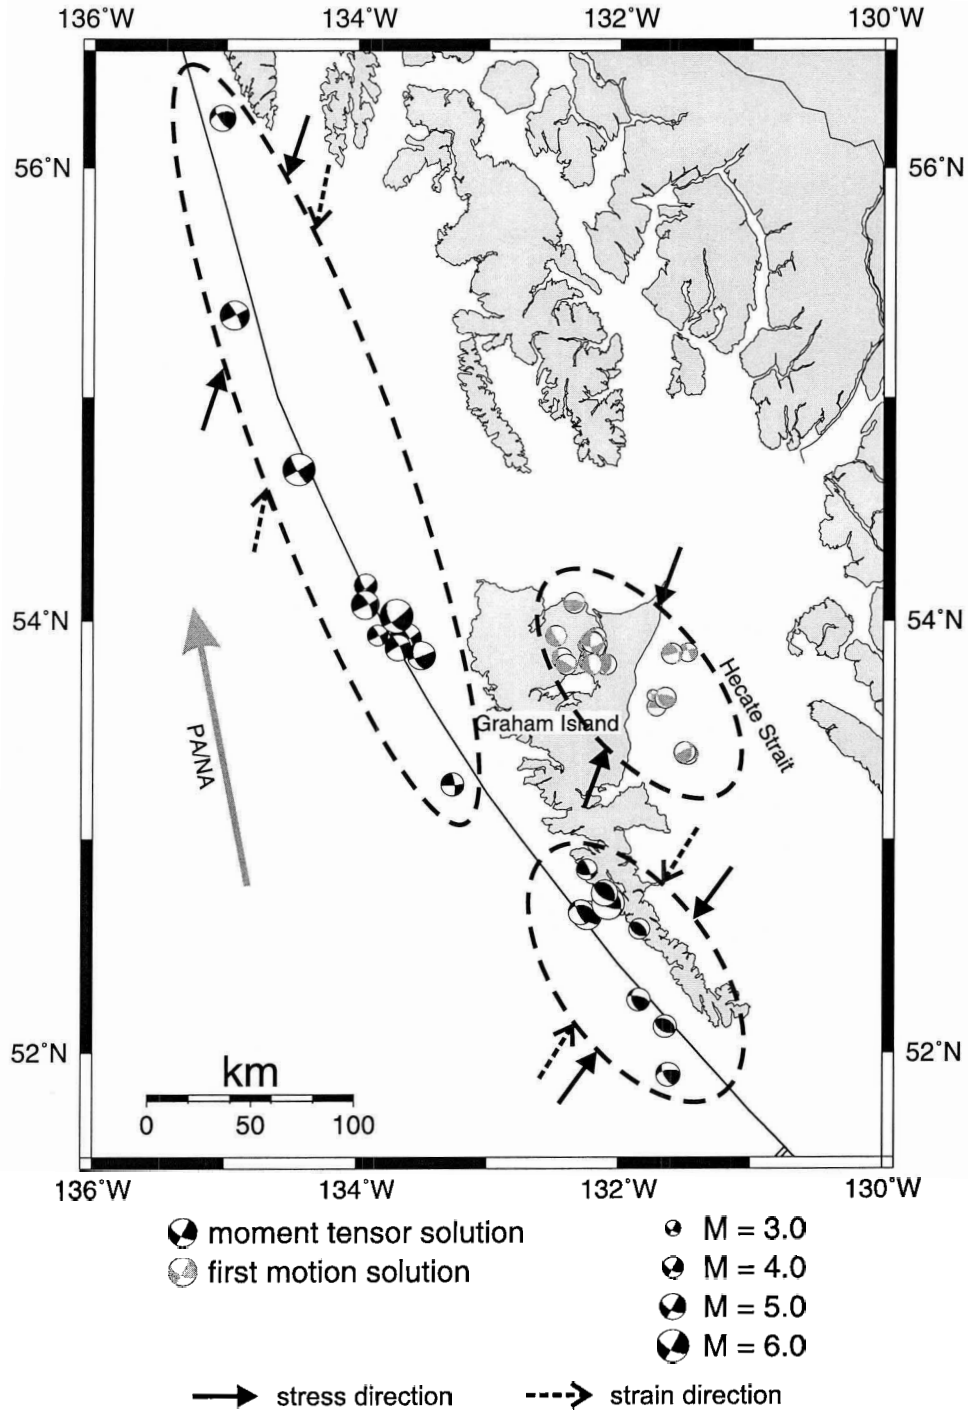 136˚W 134˚W 132˚W 130˚W
56˚N 56˚N
54˚N 54˚N
Hecate Strait
Graham Island
PA/NA
52˚N 52˚N
km
0 50 100
136˚W 134˚W 132˚W 130˚W
moment tensor solution M = 3.0
first motion solution M = 4.0
M = 5.0
M = 6.0
stress direction strain direction